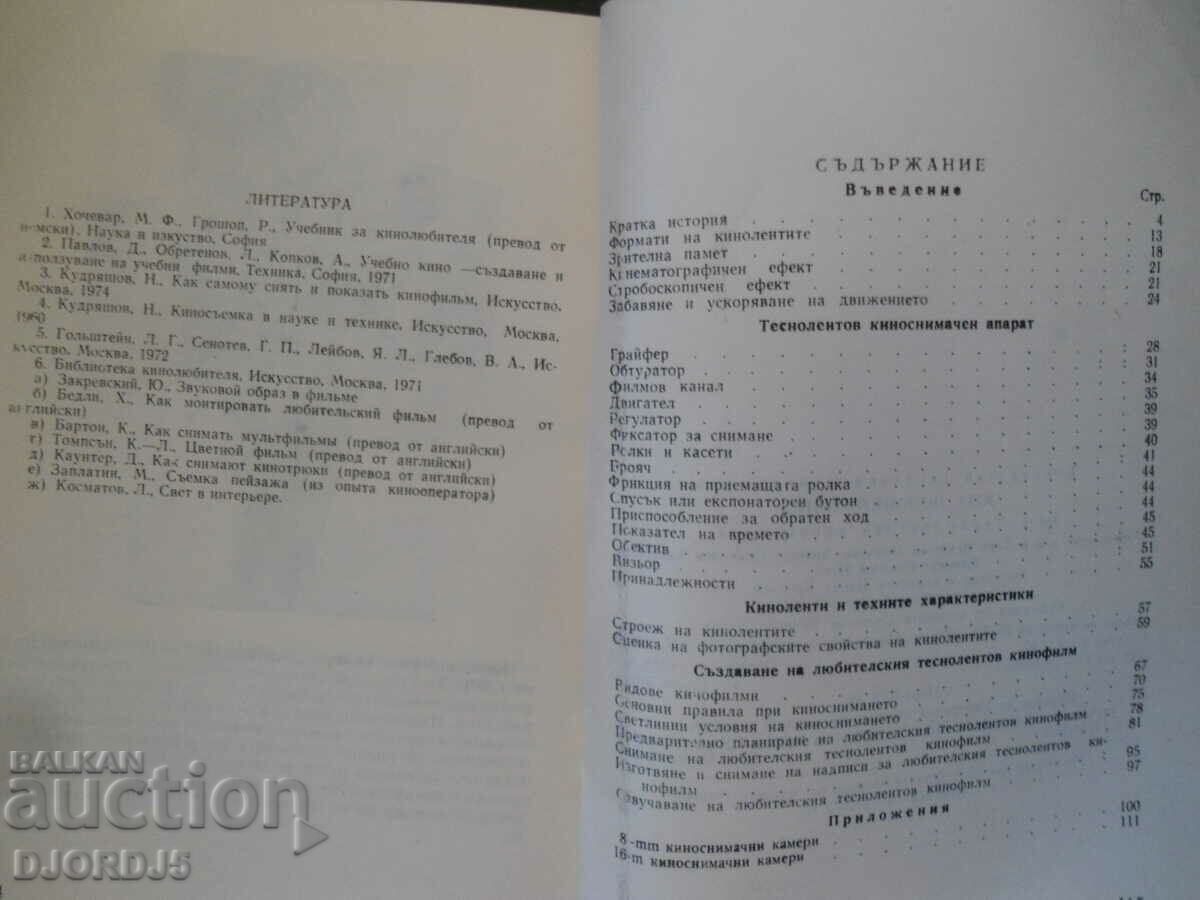 ЛИТЕРАТУРА
1. Хочевар, М. Ф., Грошоп, Р., Учебник за кинолюбителя (превод от
немски). Наука и изкуство, София
2. Павлов, Д., Обретенов, Л., Копков, А., Учебно кино —създаване и
използуване на учебни филми, Техника, София, 1971
3. Кудряшов, Н., Как самому снять и показать кинофильм, Искусство,
Москва, 1974
4. Кудряшов, Н., Киносъемка в науке и технике, Искусство, Москва,
1960
5. Гольштейн, Л. Г., Сенотев, Г. П., Лейбов, Я. Л., Глебов, В. А., Ис-
кусство, Москва, 1972
6. Библиотека кинолюбителя, Искусство, Москва, 1971
а) Закревский, Ю., Звуковой образ в фильме
б) Бедли, Х., Как монтировать любительский фильм (превод от
английски)
в) Бартон, К., Как снимать мультфильмы (превод от английски)
г) Томпсън, К.—Л., Цветной фильм (превод от английски)
д) Каунтер, Д., Как снимают кинотрюки (превод от английски)
е) Заплатин, М., Съемка пейзажа (из опыта кинооператора)
ж) Косматов, Л., Свет в интерьере.
СЪДЪРЖАНИЕ
Въведение
Стр.
Кратка история 4
Формати на кинолентите 13
Зрителна памет 18
Кинематографичен ефект 21
Стробоскопичен ефект 21
Забавяне и ускоряване на движението 24
Теснолентов киноснимачен апарат
Грайфер 28
Обтуратор 31
Филмов канал 34
Двигател 35
Регулатор 39
Фиксатор за снимане 39
Ролки и касети 40
Брояч 41
Фрикция на приемащата ролка 44
Спусък или експонаторен бутон 44
Приспособление за обратен ход 44
Показател на времето 45
Обектив 45
Визьор 51
Принадлежности 55
Киноленти и техните характеристики
Строеж на кинолентите 57
Оценка на фотографските свойства на кинолентите 59
Създаване на любителския теснолентов кинофилм
Видове кинофилми 67
Основни правила при киноснимането 70
Светлинни условия на киноснимането 75
Предварително планиране на любителския теснолентов кинофилм 78
Снимане на любителския теснолентов кинофилм 81
Изготвяне и снимане на надписи за любителския теснолентов ки-
нофилм 95
Озвучаване на любителския теснолентов кинофилм 97
Приложения
8-mm киноснимачни камери 100
16-m киноснимачни камери 111
BALKAN
auction
DJORDJ5